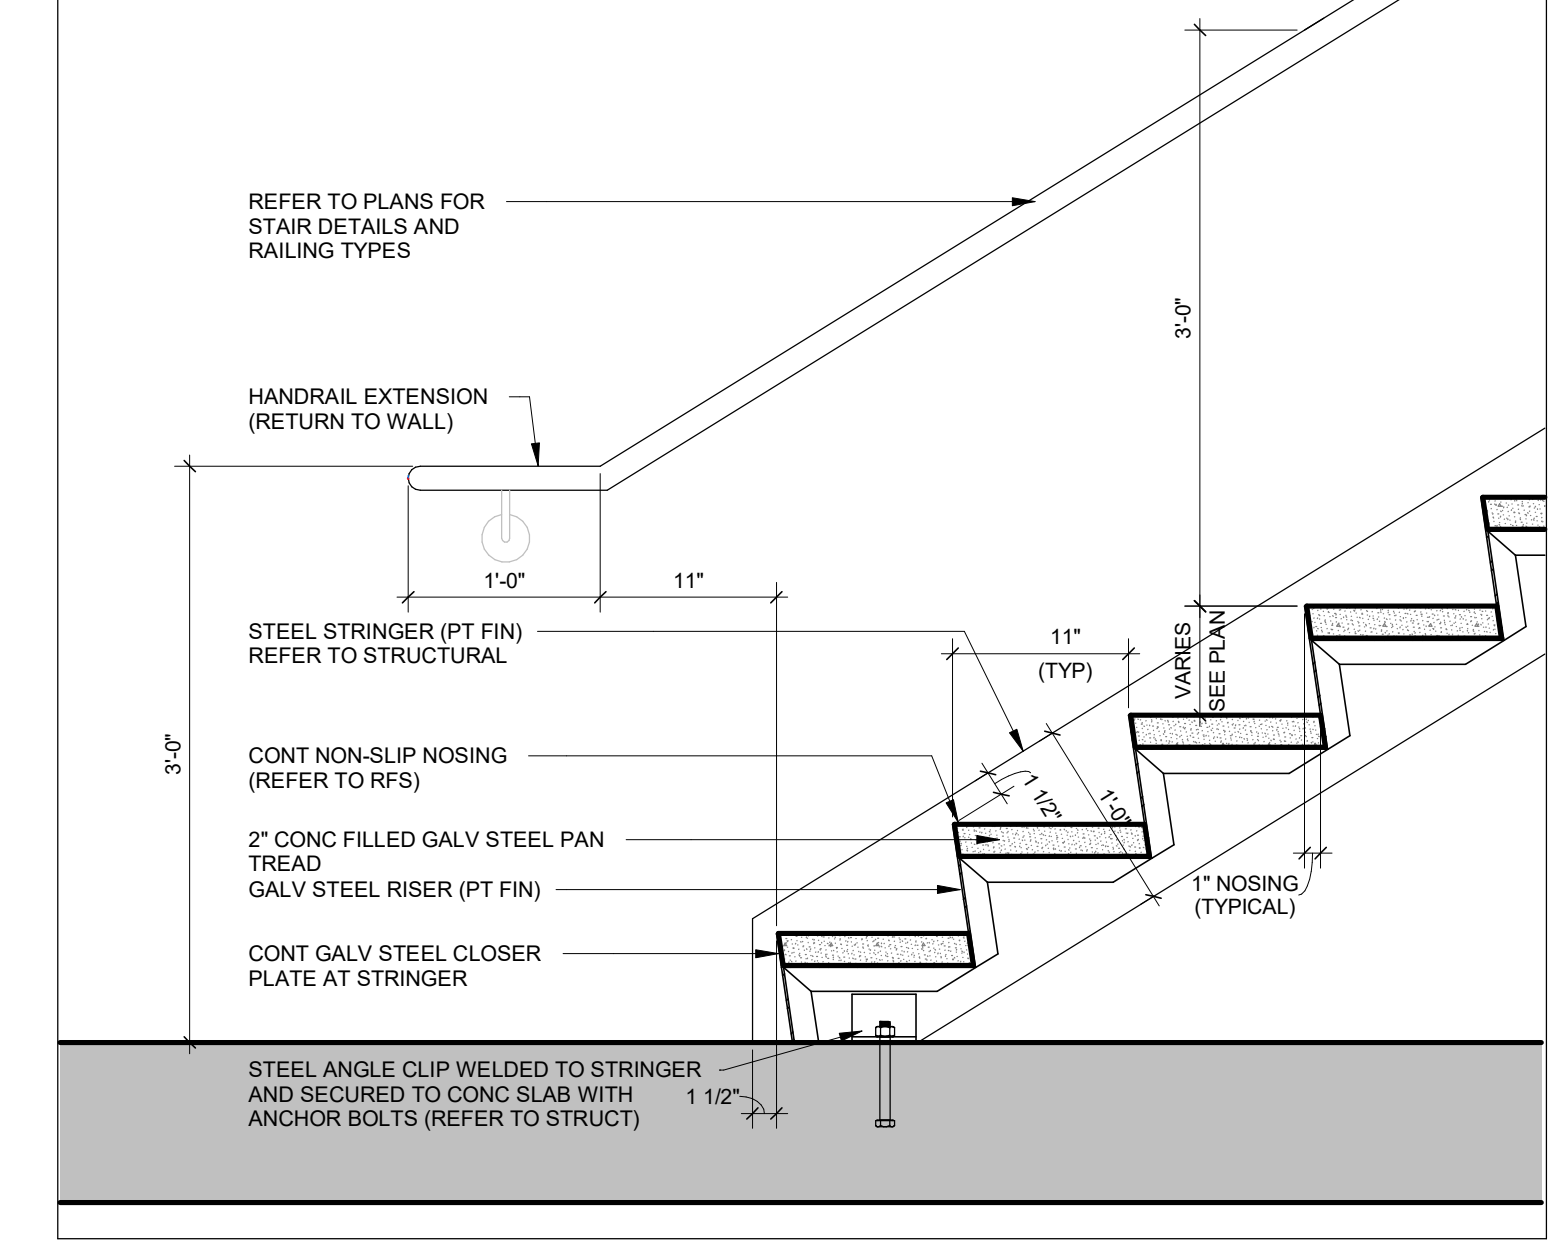 REFER TO PLANS FOR
STAIR DETAILS AND
RAILING TYPES
3'-0"
HANDRAIL EXTENSION
(RETURN TO WALL)
1'-0"
11"
STEEL STRINGER (PT FIN)
REFER TO STRUCTURAL
11"
(TYP)
VARIES
SEE PLAN
3'-0"
CONT NON-SLIP NOSING
(REFER TO RFS)
1 1/2"
1'-0"
2" CONC FILLED GALV STEEL PAN
TREAD
GALV STEEL RISER (PT FIN)
1" NOSING
(TYPICAL)
CONT GALV STEEL CLOSER
PLATE AT STRINGER
STEEL ANGLE CLIP WELDED TO STRINGER
AND SECURED TO CONC SLAB WITH
ANCHOR BOLTS (REFER TO STRUCT)
1 1/2"